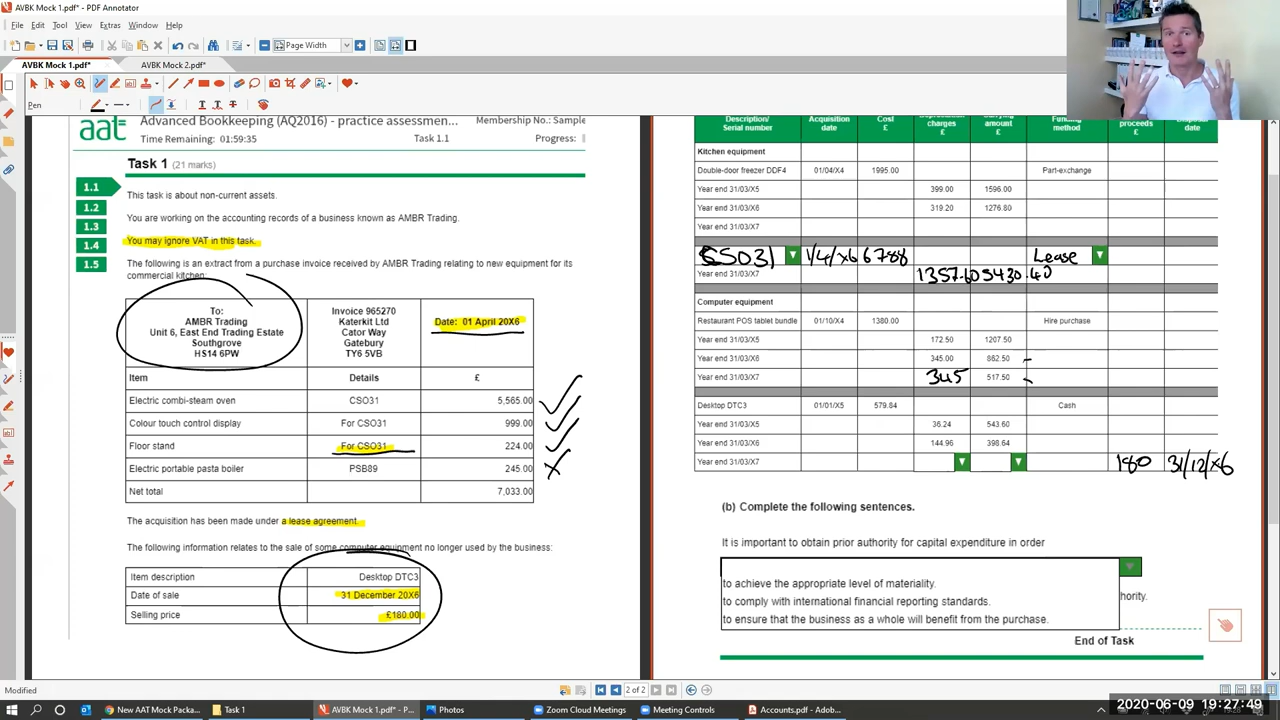 AVBK Mock 1.pdf* - PDF Annotator
File Edit Tool View Extras Window Help
Page Width
AVBK Mock 1.pdf* AVBK Mock 2.pdf*
Pen
aat Advanced Bookkeeping (AQ2016) - practice assessmen... Membership No.: Sample
Time Remaining: 01:59:35 Task 1.1 Progress:
Task 1 (21 marks)
1.1
1.2
1.3
1.4
1.5
This task is about non-current assets.
You are working on the accounting records of a business known as AMBR Trading.
You may ignore VAT in this task.
The following is an extract from a purchase invoice received by AMBR Trading relating to new equipment for its
commercial kitchen:
To:
AMBR Trading
Unit 6, East End Trading Estate
Southgrove
HS14 6PW
Invoice 965270
Katerkit Ltd
Cator Way
Gatebury
TY6 5VB
Date: 01 April 20X6
Item Details £
Electric combi-steam oven CSO31 5,565.00
Colour touch control display For CSO31 999.00
Floor stand For CSO31 224.00
Electric portable pasta boiler PSB89 245.00
Net total 7,033.00
The acquisition has been made under a lease agreement.
The following information relates to the sale of some computer equipment no longer used by the business:
Item description Desktop DTC3
Date of sale 31 December 20X6
Selling price £180.00
Description/ Acquisition Cost Carrying Funding
Serial number date £ charges amount method proceeds date
£ £ £
Kitchen equipment
Double-door freezer DDF4 01/04/X4 1995.00 Part-exchange
Year end 31/03/X5 399.00 1596.00
Year end 31/03/X6 319.20 1276.80
Year end 31/03/X7
CSO31 1/4/X6 6788 Lease
Year end 31/03/X7 1357.60 5430.40
Computer equipment
Restaurant POS tablet bundle 01/10/X4 1380.00 Hire purchase
Year end 31/03/X5 172.50 1207.50
Year end 31/03/X6 345.00 862.50
Year end 31/03/X7 345 517.50
Desktop DTC3 01/01/X5 579.84 Cash
Year end 31/03/X5 36.24 543.60
Year end 31/03/X6 144.96 398.64
Year end 31/03/X7 180 31/12/X6
(b) Complete the following sentences.
It is important to obtain prior authority for capital expenditure in order
to achieve the appropriate level of materiality.
to comply with international financial reporting standards.
to ensure that the business as a whole will benefit from the purchase.
thority.
End of Task
Modified
2 of 2
New AAT Mock Packa... Task 1 AVBK Mock 1.pdf* - P... Photos Zoom Cloud Meetings Meeting Controls Accounts.pdf - Adob...
2020-06-09 19:27:49